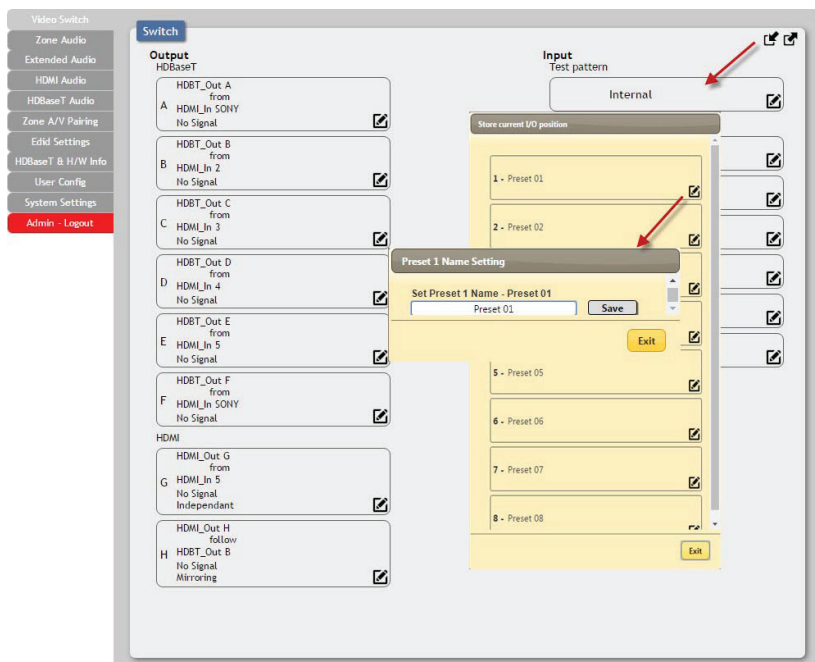 Video Switch
Zone Audio
Extended Audio
HDMI Audio
HDBaseT Audio
Zone A/V Pairing
Edid Settings
HDBaseT & H/W Info
User Config
System Settings
Admin - Logout
Switch
Output
HDBaseT
HDBT_Out A
from
A
HDMI_In SONY
No Signal
HDBT_Out B
from
B
HDMI_In 2
No Signal
HDBT_Out C
from
C
HDMI_In 3
No Signal
HDBT_Out D
from
D
HDMI_In 4
No Signal
HDBT_Out E
from
E
HDMI_In 5
No Signal
HDBT_Out F
from
F
HDMI_In SONY
No Signal
HDMI
HDMI_Out G
from
G
HDMI_In 5
No Signal
Independant
HDMI_Out H
follow
H
HDBT_Out B
No Signal
Mirroring
Input
Test pattern
Internal
Store current I/O position
1 - Preset 01
2 - Preset 02
Preset 1 Name Setting
Set Preset 1 Name - Preset 01
Preset 01
Save
Exit
5 - Preset 05
6 - Preset 06
7 - Preset 07
8 - Preset 08
Exit